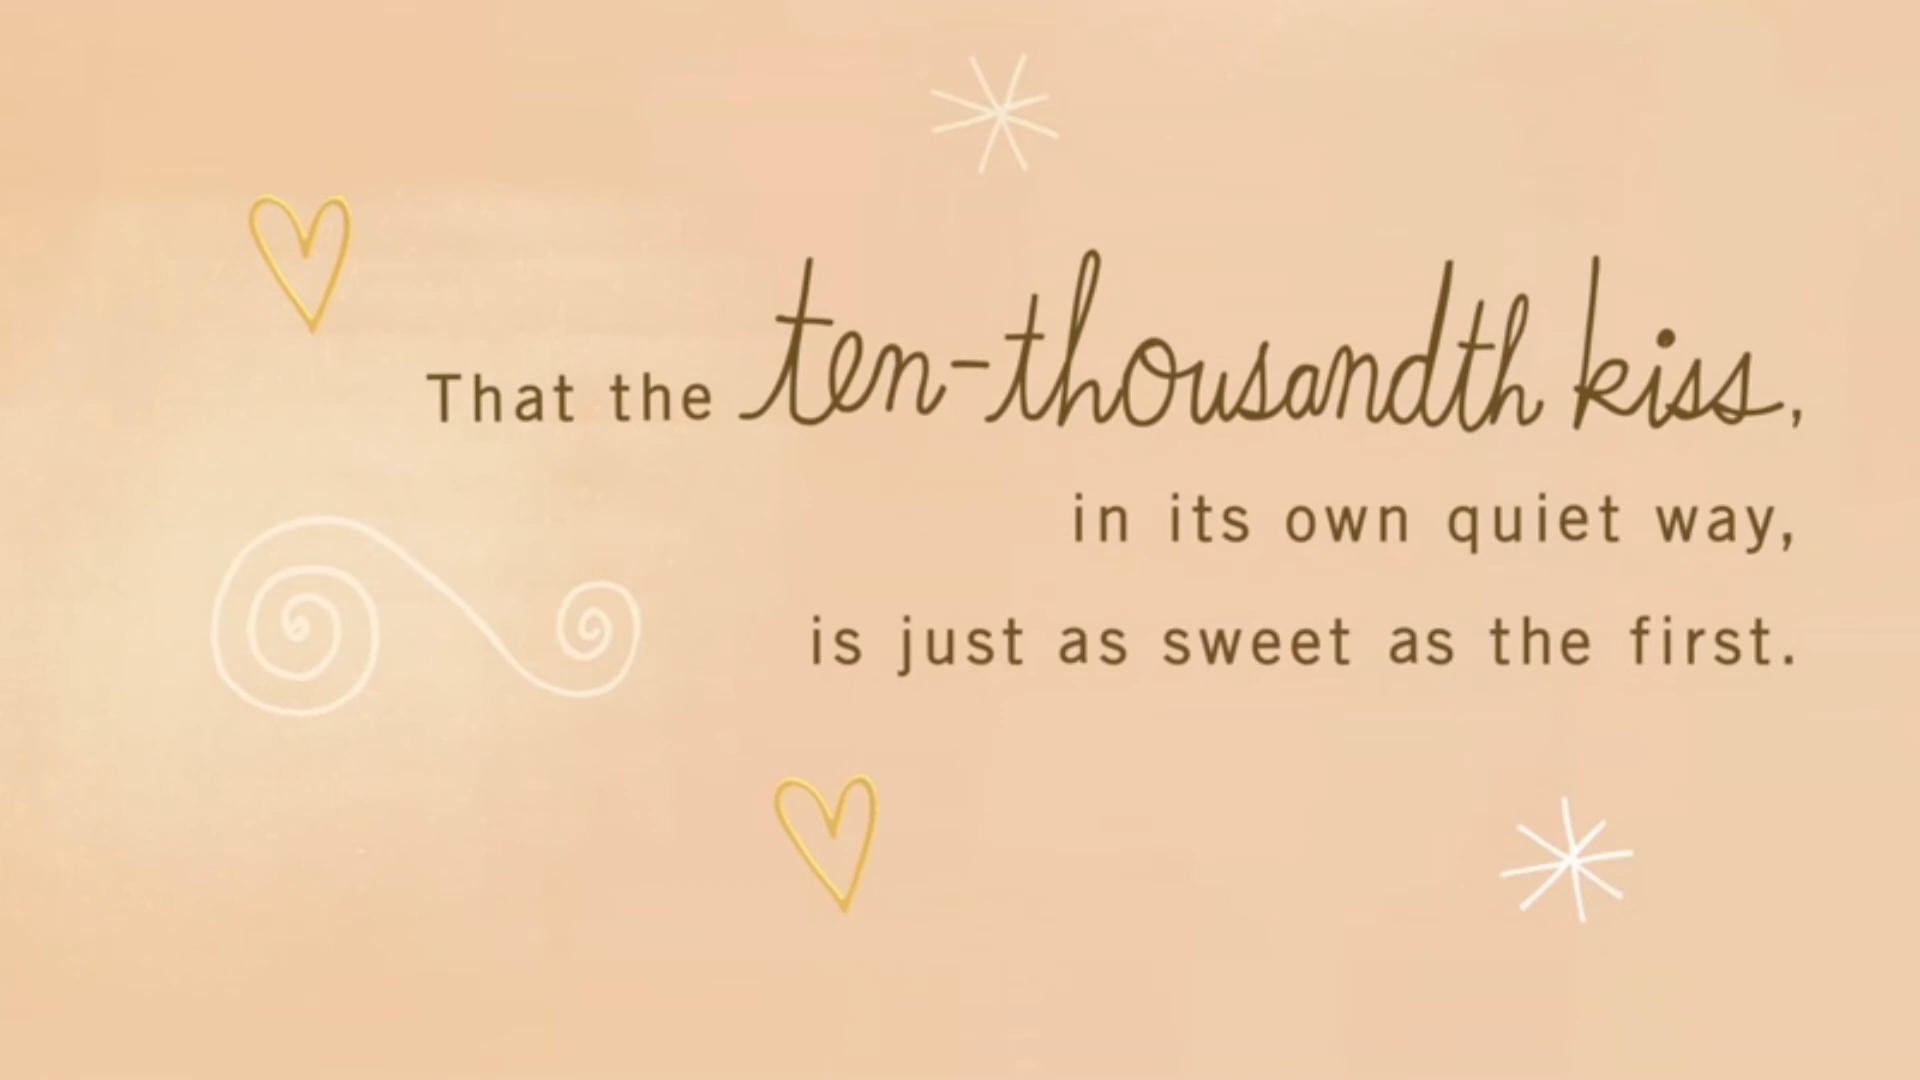 That the ten-thousandth kiss,
in its own quiet way,
is just as sweet as the first.